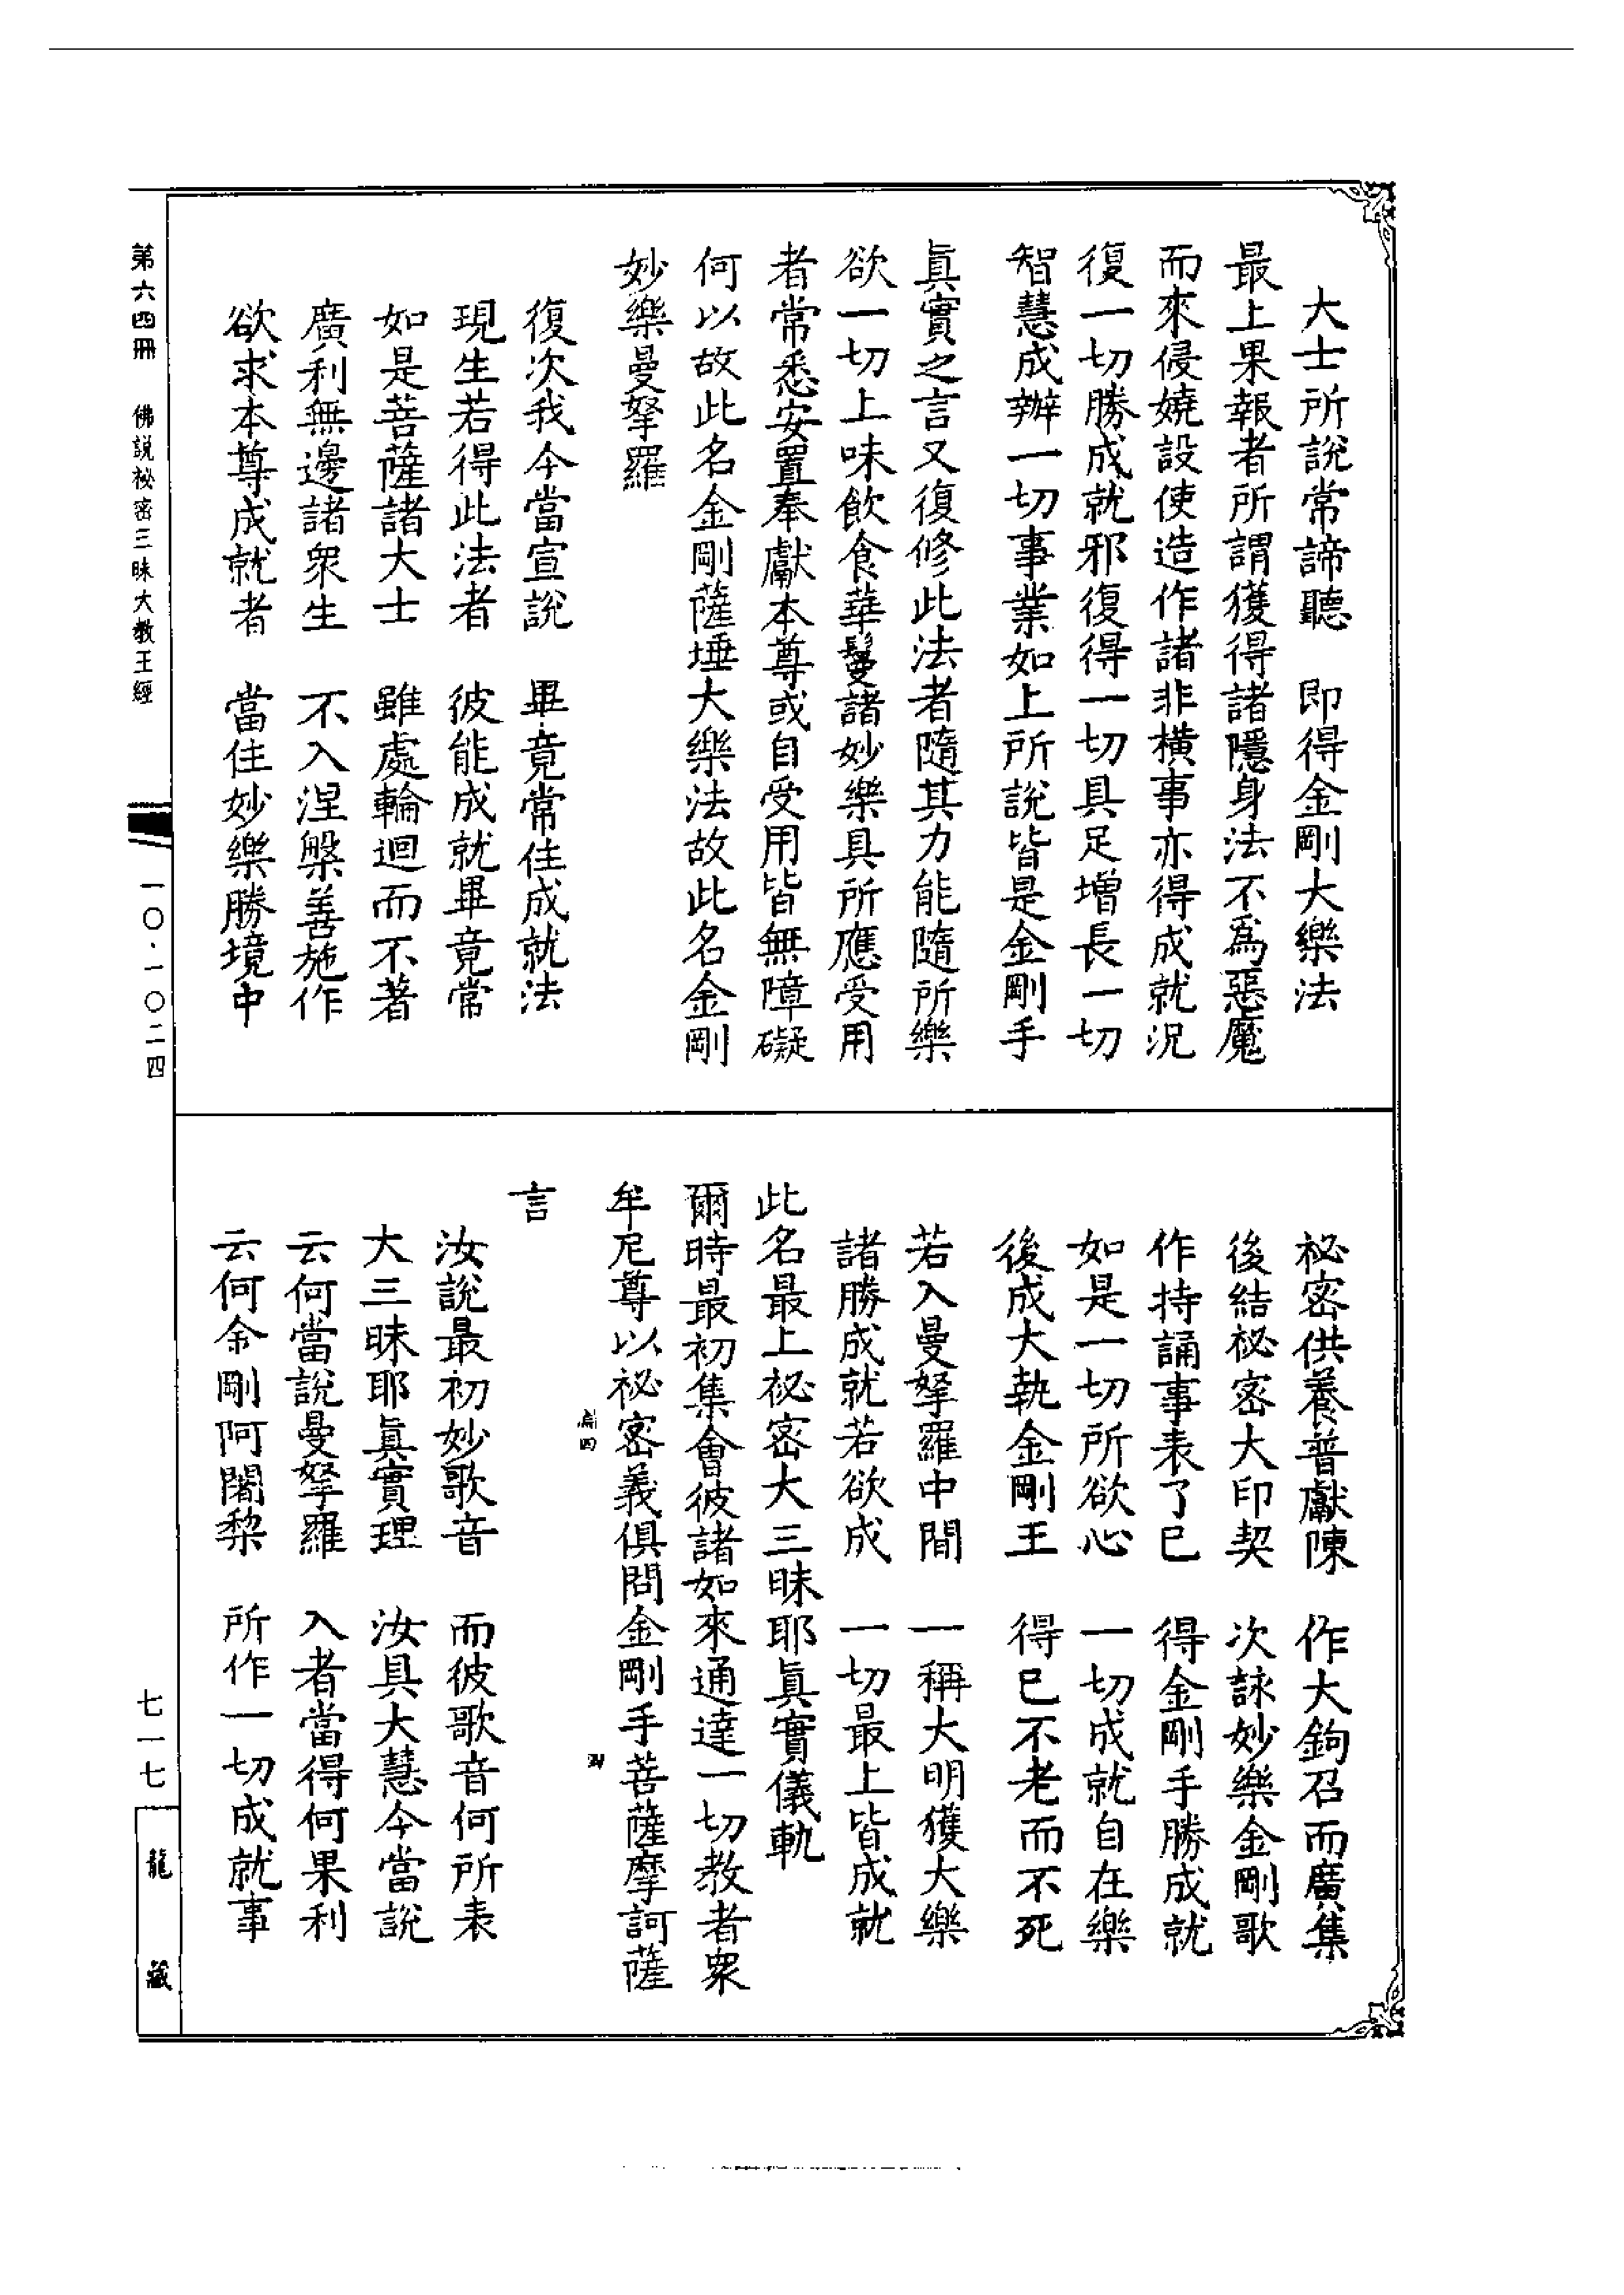 大士所說常諦聽　即得金剛大樂法
最上果報者所謂獲得諸隱身法不爲惡魔
而來侵嬈設使造作諸非橫事亦得成就況
復一切勝成就邪復得一切具足增長一切
智慧成辦一切事業如上所說皆是金剛手
眞實之言又復修此法者隨其力能隨所樂
欲一切上味飲食華鬘諸妙樂具所應受用
者常悉安置奉獻本尊或自受用皆無障礙
何以故此名金剛薩埵大樂法故此名金剛
妙樂曼拏羅
復次我今當宣說　畢竟常住成就法
現生若得此法者　彼能成就畢竟常
如是菩薩諸大士　雖處輪迴而不著
廣利無邊諸衆生　不入涅槃善施作
欲求本尊成就者　當住妙樂勝境中
祕密供養普獻陳　作大鉤召而廣集
後結祕密大印契　次詠妙樂金剛歌
作持誦事表了已　得金剛手勝成就
如是一切所欲心　一切成就自在樂
後成大執金剛王　得已不老而不死
若入曼拏羅中間　一稱大明獲大樂
諸勝成就若欲成　一切最上皆成就
此名最上祕密大三昧耶眞實儀軌
爾時最初集會彼諸如來通達一切教者衆
牟尼尊以祕密義俱問金剛手菩薩摩訶薩
言
汝說最初妙歌音　而彼歌音何所表
大三昧耶眞實理　汝具大慧今當說
云何當說曼拏羅　入者當得何果利
云何金剛阿闍梨　所作一切成就事
第六四冊　佛說祕密三昧大教王經
一〇·一〇二四
七一七
龍藏